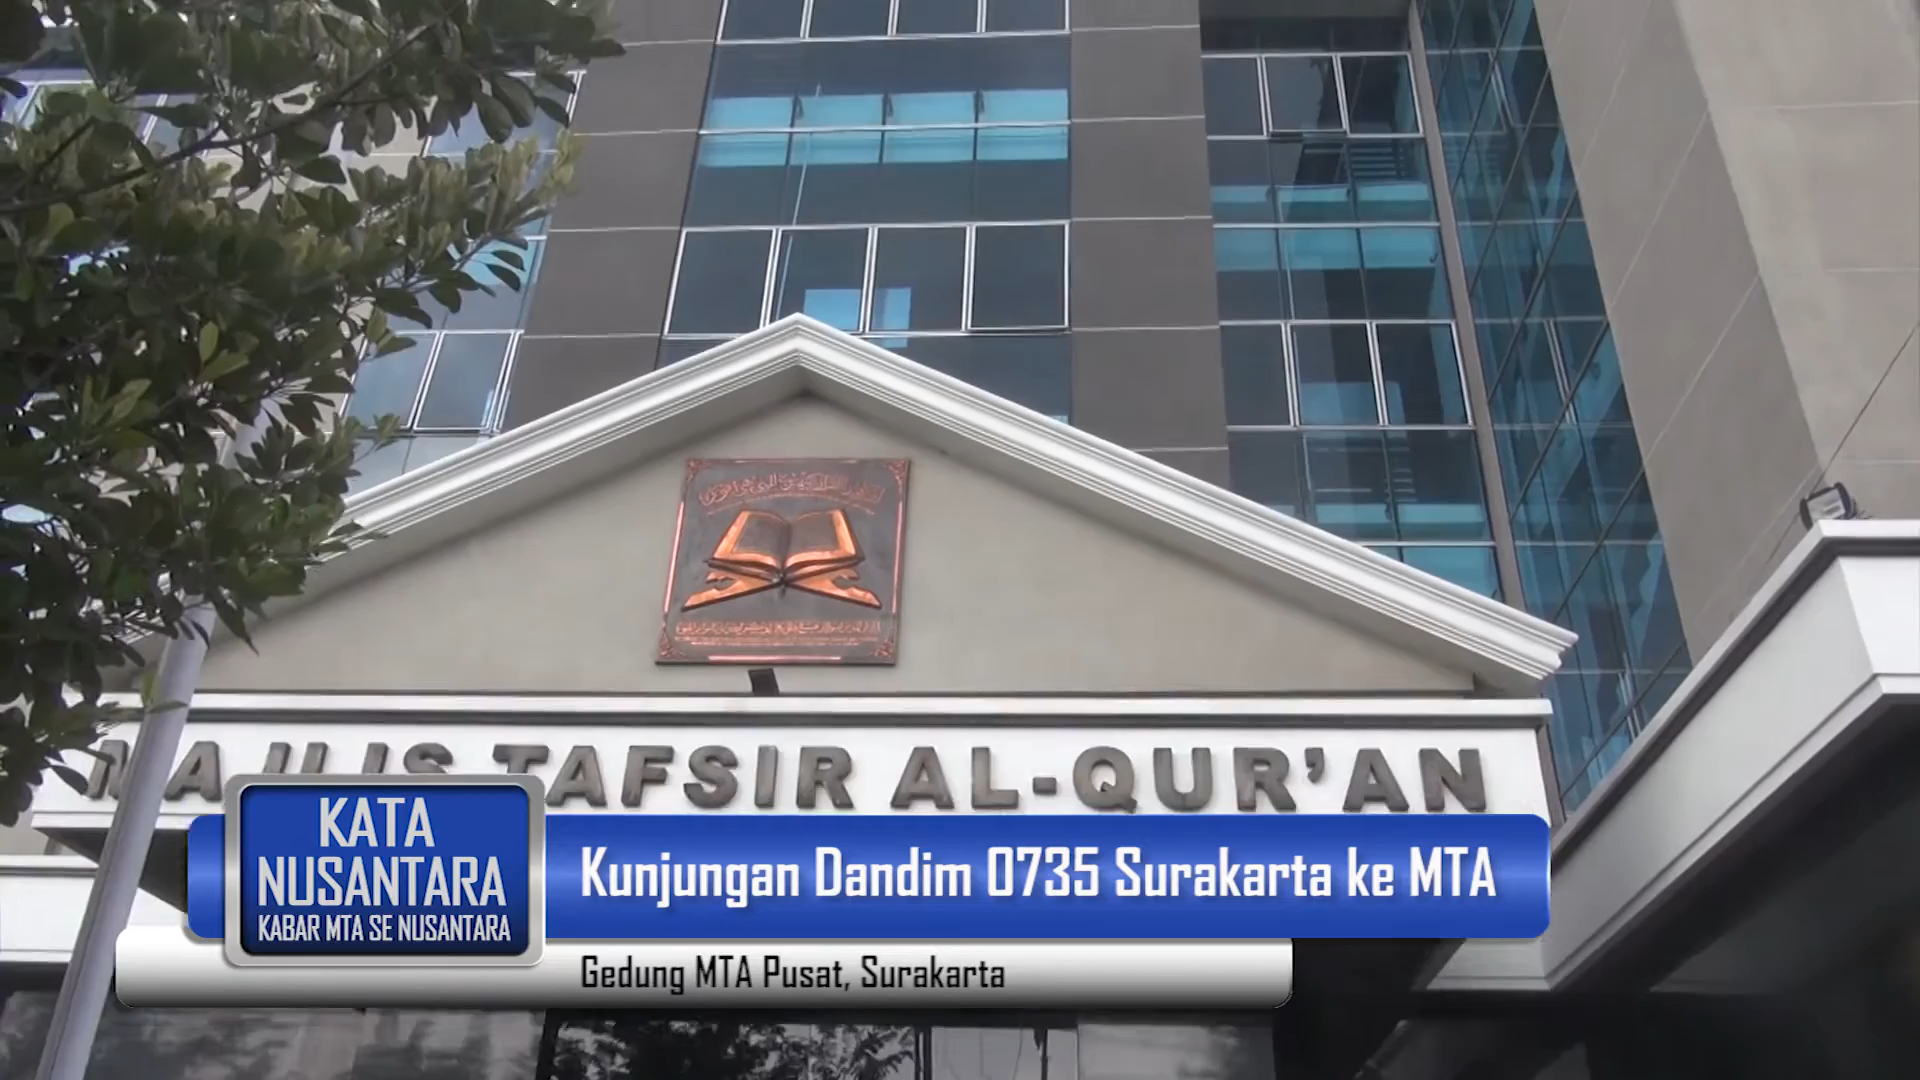 MAJLIS TAFSIR AL-QUR'AN
KATA
NUSANTARA
KABAR MTA SE NUSANTARA
Kunjungan Dandim 0735 Surakarta ke MTA
Gedung MTA Pusat, Surakarta